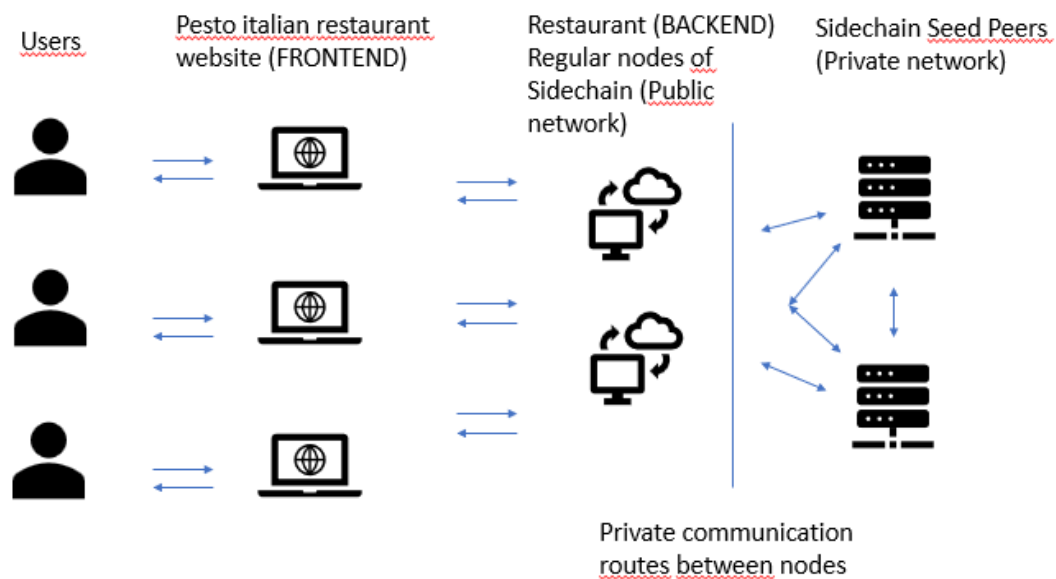 Users
Pesto italian restaurant
website (FRONTEND)
Restaurant (BACKEND)
Regular nodes of
Sidechain (Public
network)
Sidechain Seed Peers
(Private network)
Private communication
routes between nodes